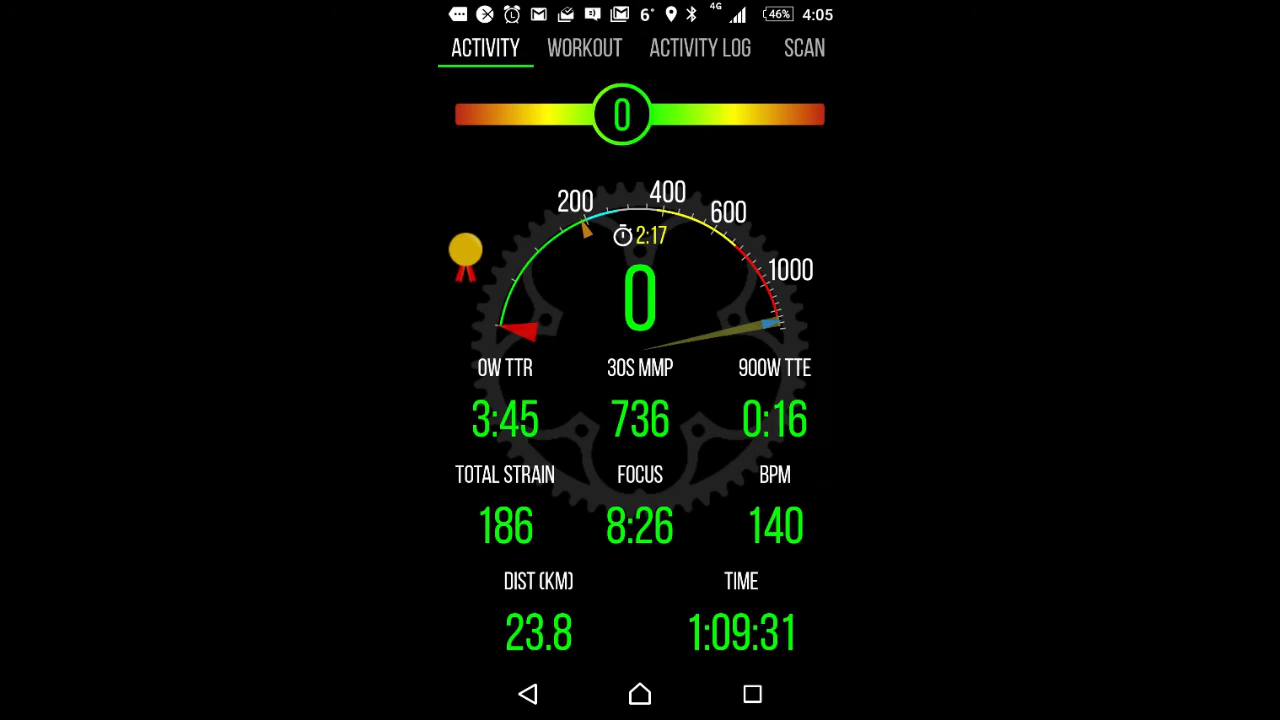 6° 4G 46% 4:05
ACTIVITY WORKOUT ACTIVITY LOG SCAN
0
200 400 600 1000
2:17
0
0W TTR 30S MMP 900W TTE
3:45 736 0:16
TOTAL STRAIN FOCUS BPM
186 8:26 140
DIST (KM) TIME
23.8 1:09:31